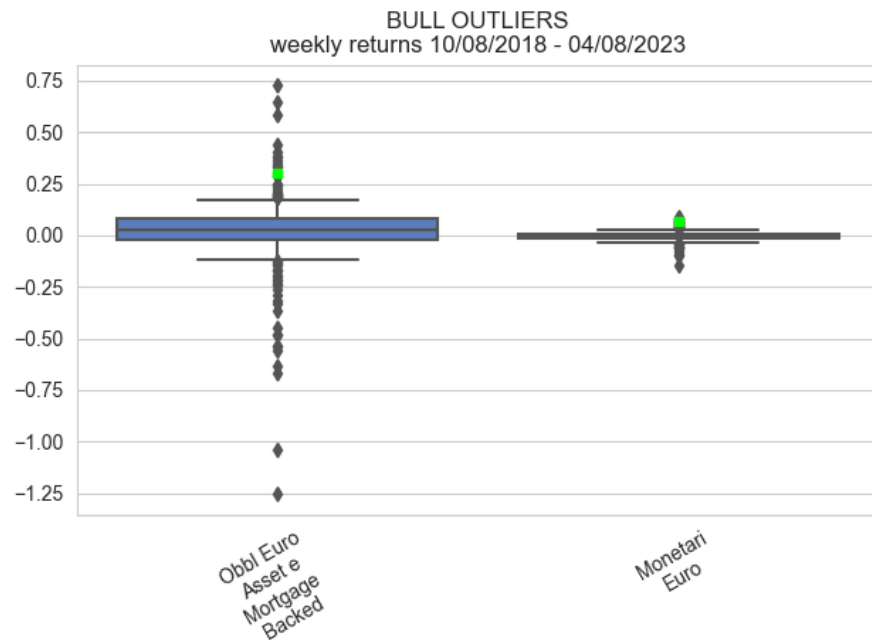 BULL OUTLIERS
weekly returns 10/08/2018 - 04/08/2023
0.75
0.50
0.25
0.00
−0.25
−0.50
−0.75
−1.00
−1.25
Obbl Euro
Asset e
Mortgage
Backed
Monetari
Euro